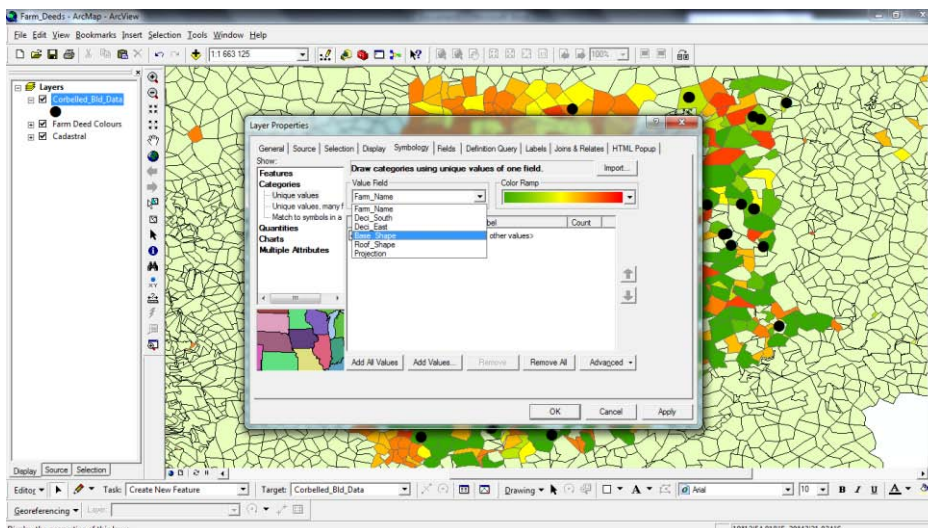 Farm_Deeds - ArcMap - ArcView
File Edit View Bookmarks Insert Selection Tools Window Help
1:1 663 125
100%
Layers
Corbelled_Bld_Data
Farm Deed Colours
Cadastral
Layer Properties
General Source Selection Display Symbology Fields Definition Query Labels Joins & Relates HTML Popup
Show:
Features
Categories
Unique values
Unique values, many f
Match to symbols in a
Quantities
Charts
Multiple Attributes
Draw categories using unique values of one field.
Import...
Value Field
Color Ramp
Farm_Name
Farm_Name
Deci_South
Deci_East
Base_Shape
Roof_Shape
Projection
bel Count
other values>
Add All Values Add Values... Remove Remove All Advanced
OK Cancel Apply
Display Source Selection
Editor Task: Create New Feature Target: Corbelled_Bld_Data Drawing A Arial 10 B I U A
Georeferencing Layer: